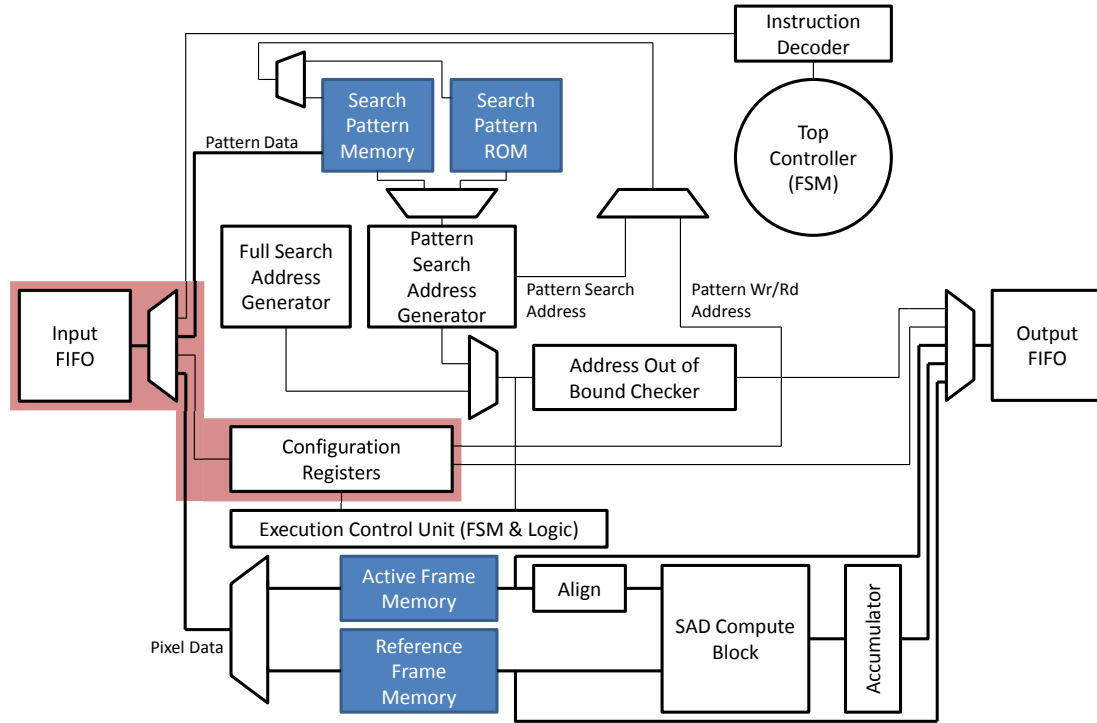 Instruction
Decoder
Top
Controller
(FSM)
Search
Pattern
Memory
Search
Pattern
ROM
Pattern Data
Full Search
Address
Generator
Pattern
Search
Address
Generator
Pattern Search
Address
Pattern Wr/Rd
Address
Input
FIFO
Address Out of
Bound Checker
Output
FIFO
Configuration
Registers
Execution Control Unit (FSM & Logic)
Active Frame
Memory
Align
SAD Compute
Block
Accumulator
Pixel Data
Reference
Frame
Memory